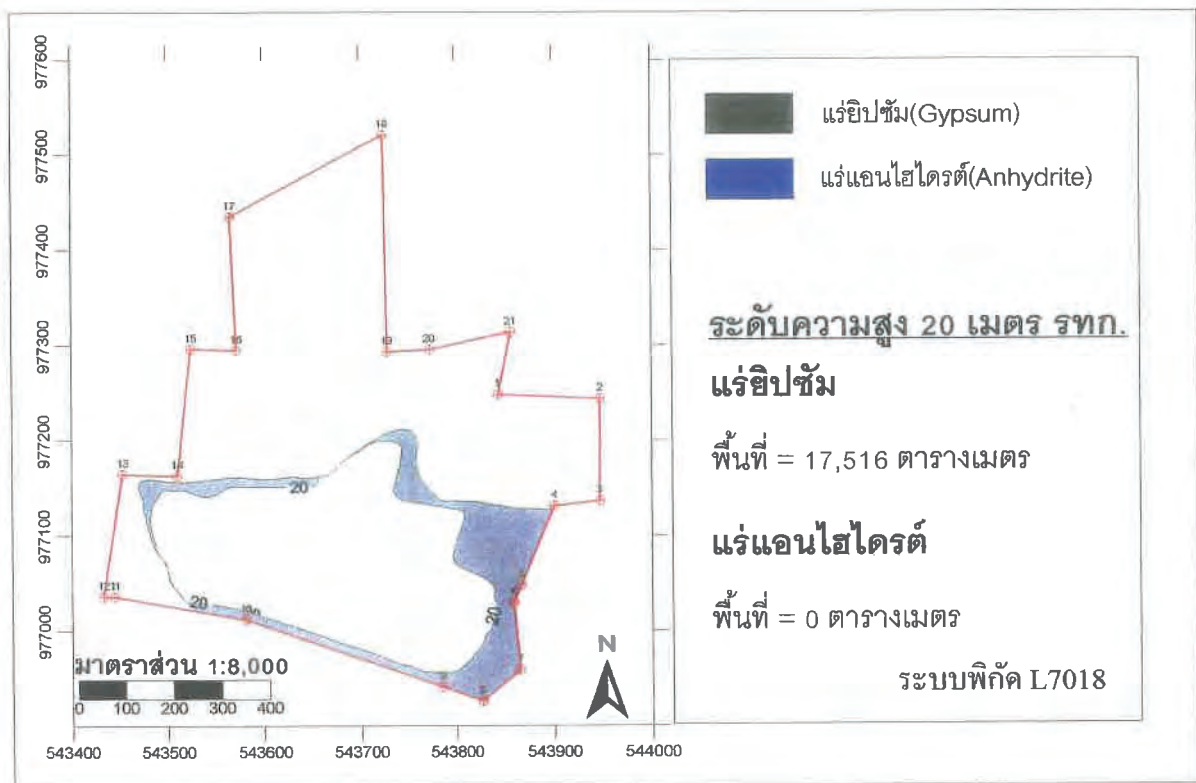 977600
977500
977400
977300
977200
977100
977000
543400 543500 543600 543700 543800 543900 544000
18
17
21
15 16 19 20
1 2
13 14
20
4 3
12 11
20
20
มาตราส่วน 1:8,000
0 100 200 300 400
N
แร่ยิปซัม(Gypsum)
แร่แอนไฮไดรต์(Anhydrite)
ระดับความสูง 20 เมตร รทก.
แร่ยิปซัม
พื้นที่ = 17,516 ตารางเมตร
แร่แอนไฮไดรต์
พื้นที่ = 0 ตารางเมตร
ระบบพิกัด L7018